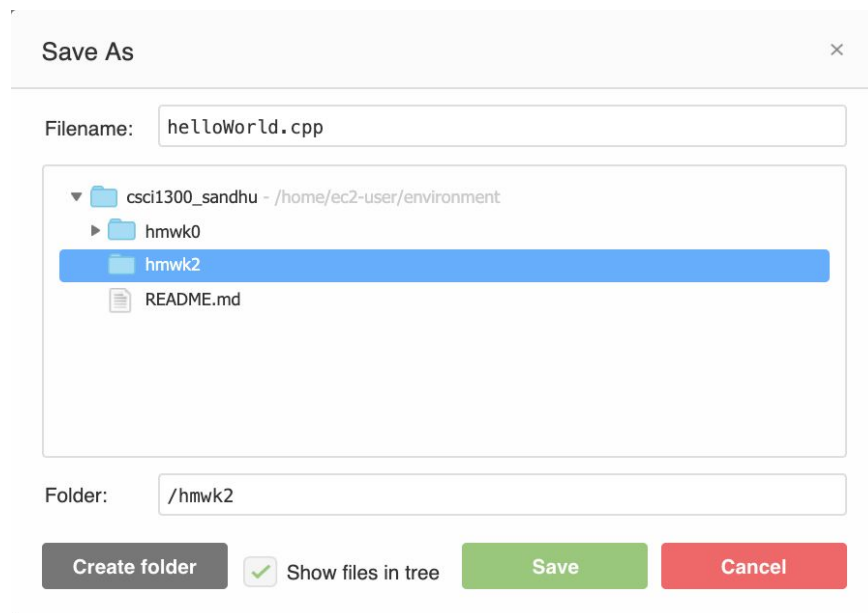 Save As ×
Filename: helloWorld.cpp
csci1300_sandhu - /home/ec2-user/environment
hmwk0
hmwk2
README.md
Folder: /hmwk2
Create folder Show files in tree Save Cancel